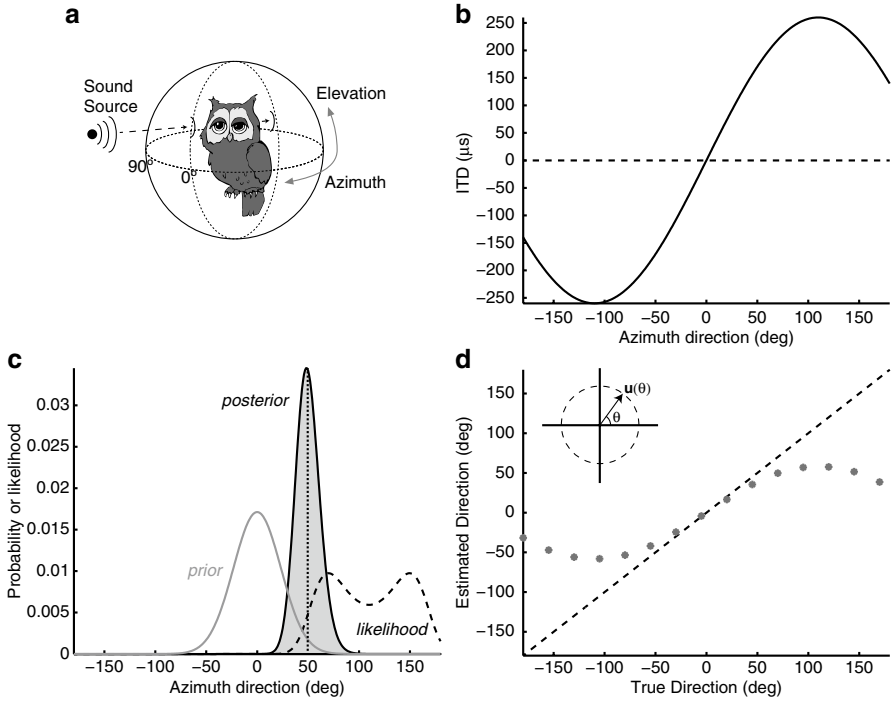 a
Sound
Source
Elevation
90º
0º
Azimuth
b
250
200
150
100
50
0
−50
−100
−150
−200
−250
ITD (μs)
−150 −100 −50 0 50 100 150
Azimuth direction (deg)
c
0.03
0.025
0.02
0.015
0.01
0.005
0
Probability or likelihood
posterior
prior
likelihood
−150 −100 −50 0 50 100 150
Azimuth direction (deg)
d
150
100
50
0
−50
−100
−150
Estimated Direction (deg)
u(θ)
θ
−150 −100 −50 0 50 100 150
True Direction (deg)